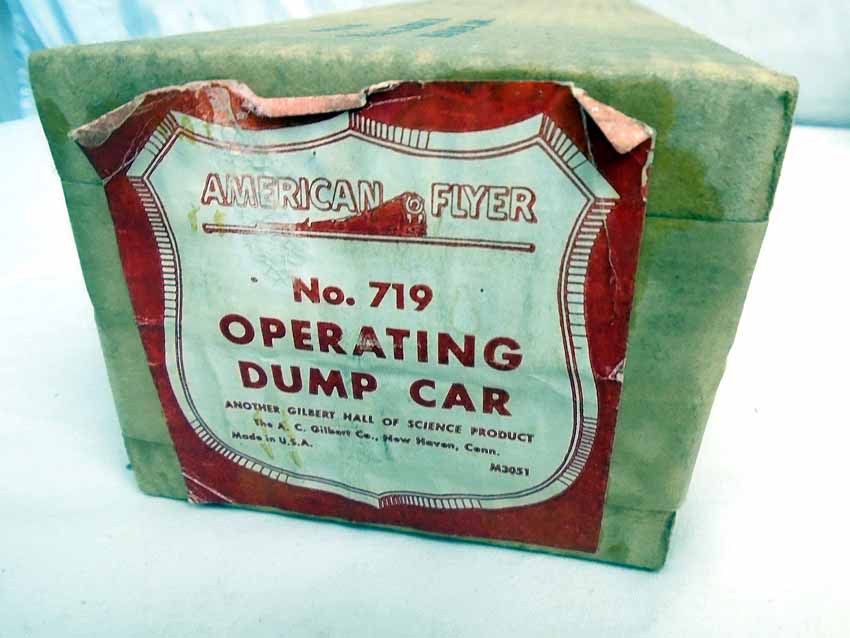 AMERICAN FLYER
No. 719
OPERATING
DUMP CAR
ANOTHER GILBERT HALL OF SCIENCE PRODUCT
The A. C. Gilbert Co., New Haven, Conn.
Made in U.S.A.
M3051